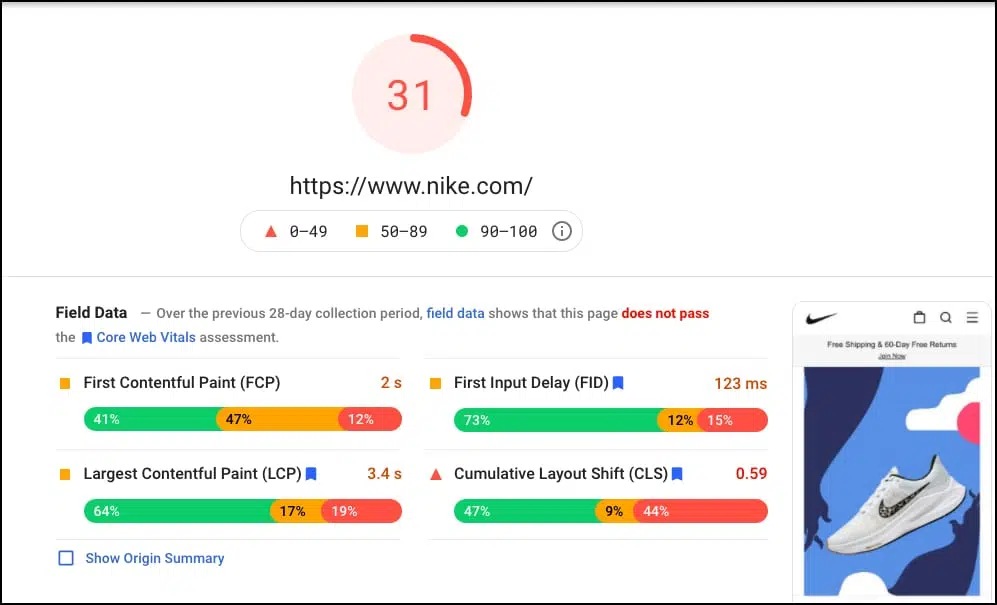 31
https://www.nike.com/
0–49 50–89 90–100
Field Data — Over the previous 28-day collection period, field data shows that this page does not pass
the Core Web Vitals assessment.
First Contentful Paint (FCP) 2 s
41% 47% 12%
First Input Delay (FID) 123 ms
73% 12% 15%
Largest Contentful Paint (LCP) 3.4 s
64% 17% 19%
Cumulative Layout Shift (CLS) 0.59
47% 9% 44%
Show Origin Summary
Free Shipping & 60-Day Free Returns
Join Now